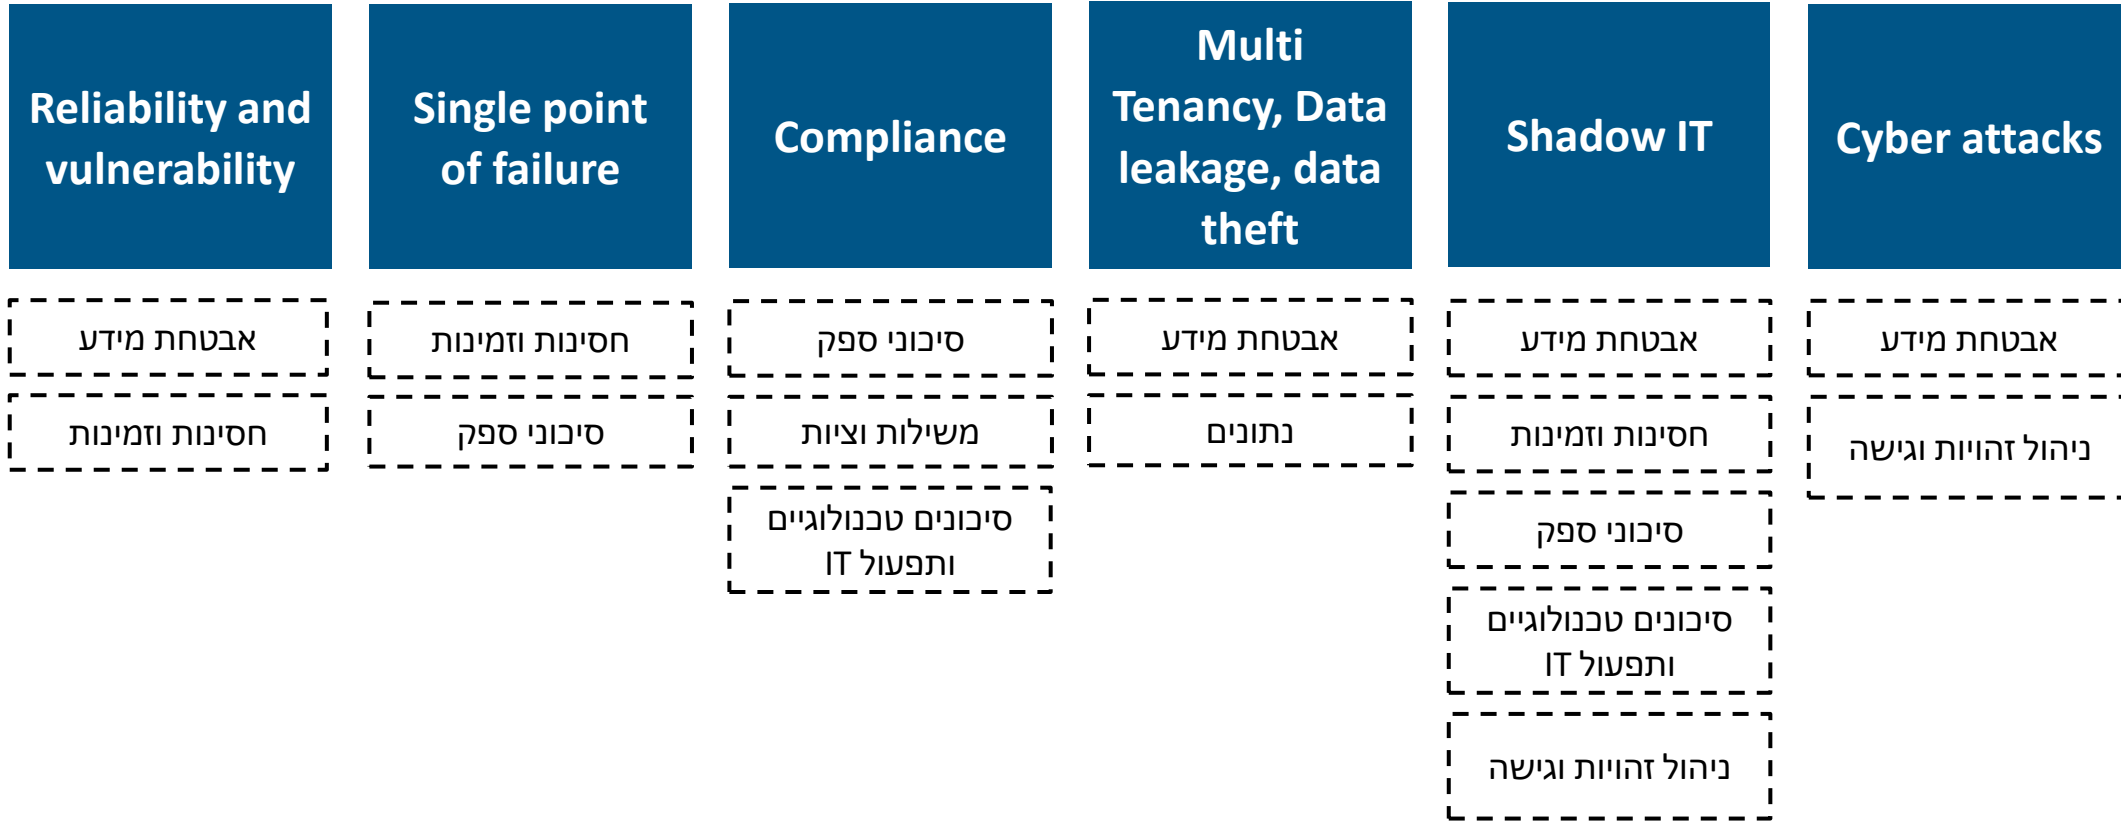 Reliability and
vulnerability
אבטחת מידע
חסינות וזמינות
Single point
of failure
חסינות וזמינות
סיכוני ספק
Compliance
סיכוני ספק
משילות וציות
סיכונים טכנולוגיים
ותפעול IT
Multi
Tenancy, Data
leakage, data
theft
אבטחת מידע
נתונים
Shadow IT
אבטחת מידע
חסינות וזמינות
סיכוני ספק
סיכונים טכנולוגיים
ותפעול IT
ניהול זהויות וגישה
Cyber attacks
אבטחת מידע
ניהול זהויות וגישה